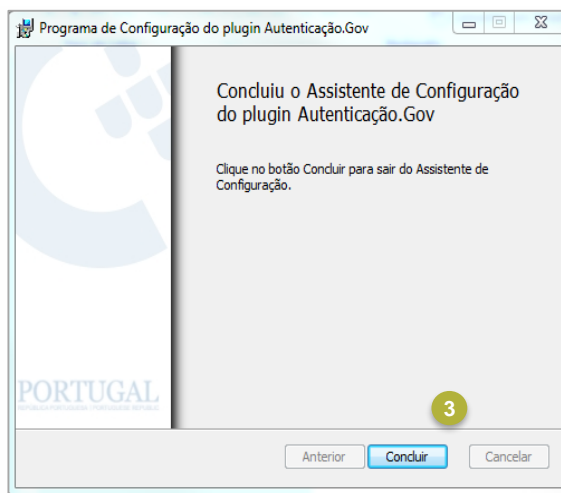 Programa de Configuração do plugin Autenticação.Gov
Concluiu o Assistente de Configuração
do plugin Autenticação.Gov
Clique no botão Concluir para sair do Assistente de
Configuração.
PORTUGAL
3
Anterior
Concluir
Cancelar